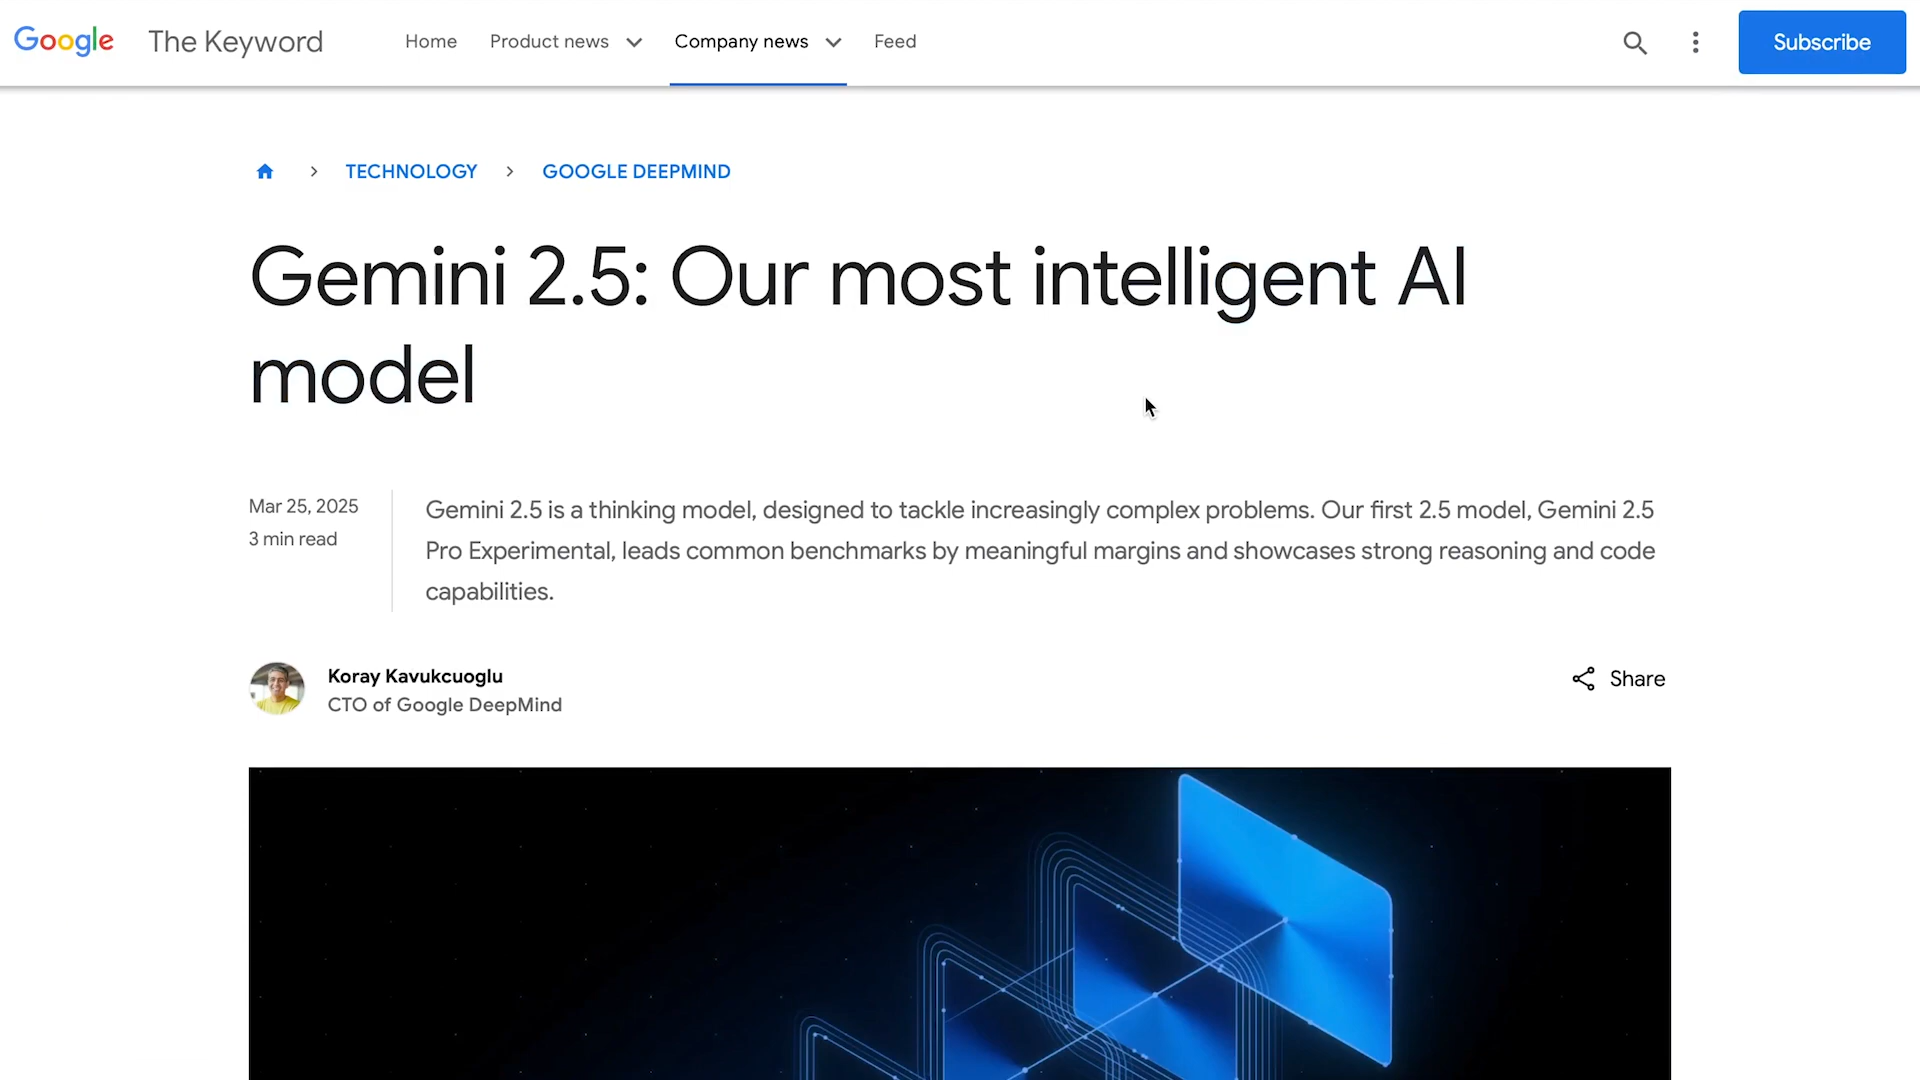 Google The Keyword Home Product news Company news Feed Subscribe
TECHNOLOGY GOOGLE DEEPMIND
Gemini 2.5: Our most intelligent AI
model
Mar 25, 2025
3 min read
Gemini 2.5 is a thinking model, designed to tackle increasingly complex problems. Our first 2.5 model, Gemini 2.5
Pro Experimental, leads common benchmarks by meaningful margins and showcases strong reasoning and code
capabilities.
Koray Kavukcuoglu
CTO of Google DeepMind
Share